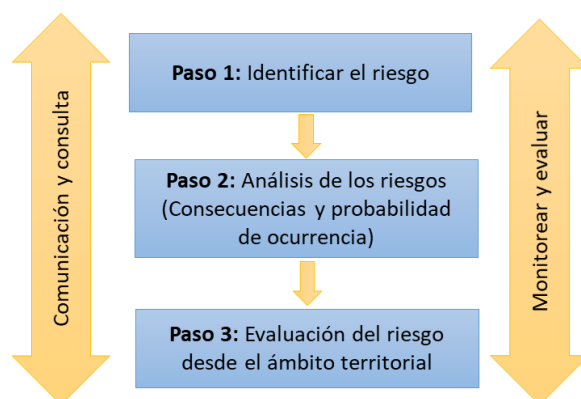 Comunicación y consulta
Paso 1: Identificar el riesgo
Paso 2: Análisis de los riesgos
(Consecuencias y probabilidad
de ocurrencia)
Paso 3: Evaluación del riesgo
desde el ámbito territorial
Monitorear y evaluar